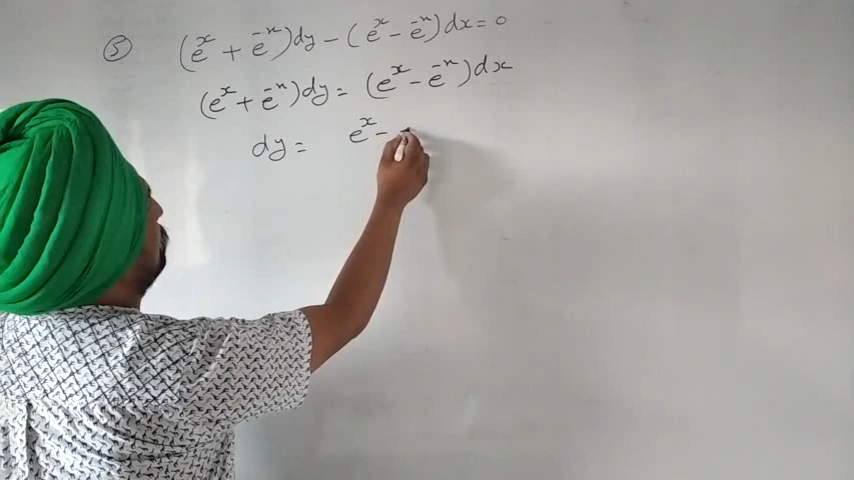 ⑤ (e^x + e^-x)dy - (e^x - e^-x)dx = 0
(e^x + e^-x)dy = (e^x - e^-x)dx
dy = e^x -